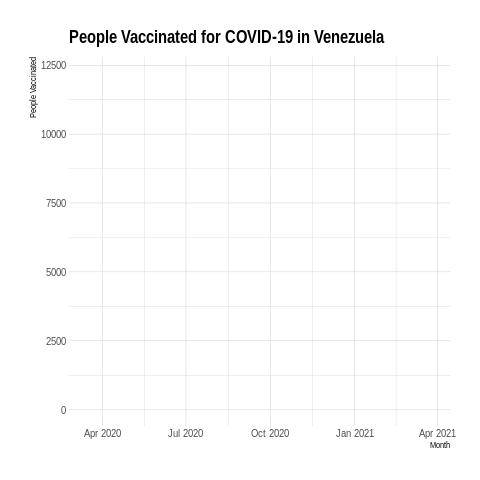 People Vaccinated for COVID-19 in Venezuela
People Vaccinated
12500
10000
7500
5000
2500
0
Apr 2020 Jul 2020 Oct 2020 Jan 2021 Apr 2021
Month